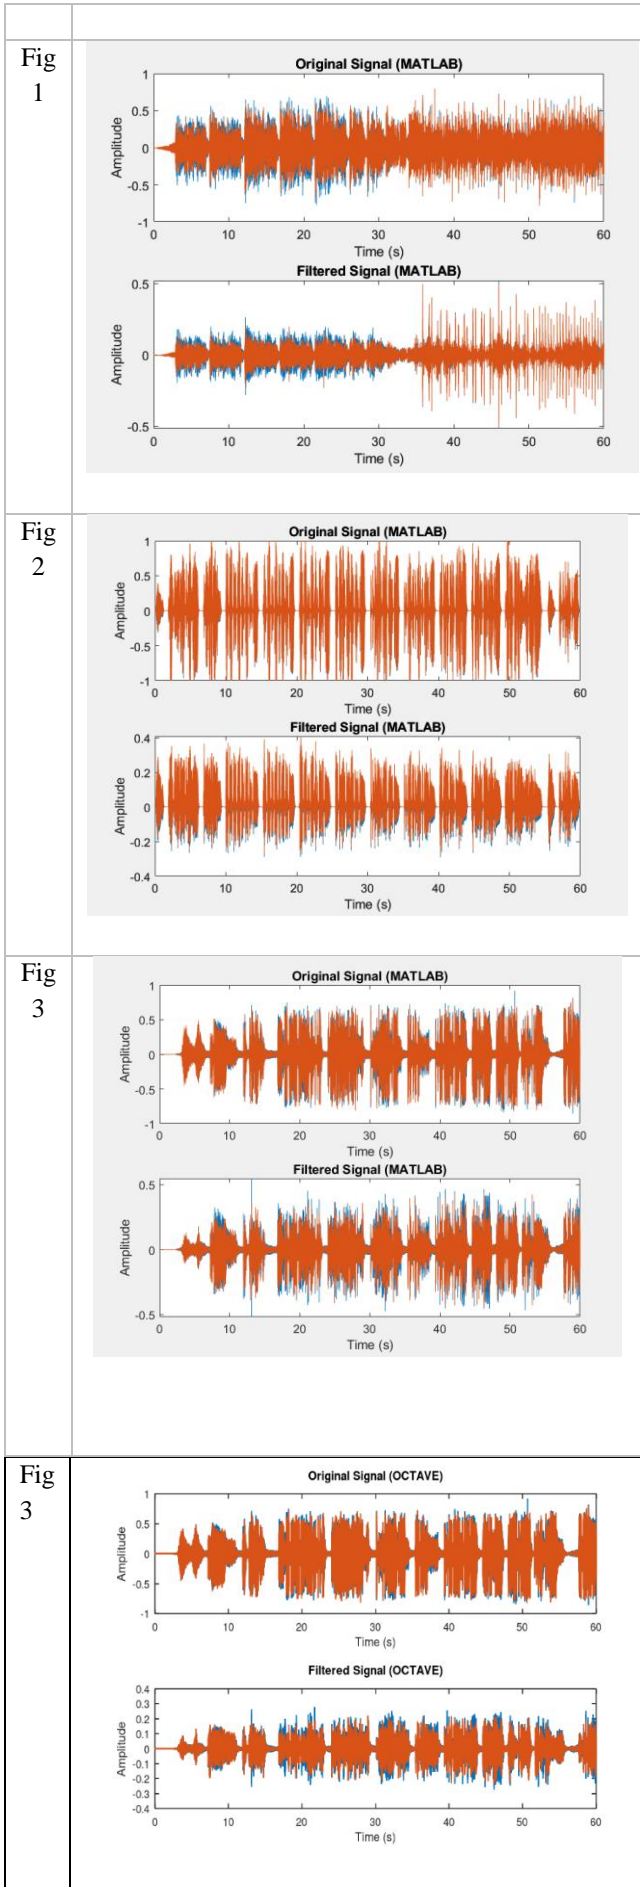 Fig
1
Original Signal (MATLAB)
1
0.5
0
-0.5
-1
Amplitude
0 10 20 30 40 50 60
Time (s)
Filtered Signal (MATLAB)
0.5
0
-0.5
Amplitude
0 10 20 30 40 50 60
Time (s)
Fig
2
Original Signal (MATLAB)
1
0.5
0
-0.5
-1
Amplitude
0 10 20 30 40 50 60
Time (s)
Filtered Signal (MATLAB)
0.4
0.2
0
-0.2
-0.4
Amplitude
0 10 20 30 40 50 60
Time (s)
Fig
3
Original Signal (MATLAB)
1
0.5
0
-0.5
-1
Amplitude
0 10 20 30 40 50 60
Time (s)
Filtered Signal (MATLAB)
0.5
0
-0.5
Amplitude
0 10 20 30 40 50 60
Time (s)
Fig
3
Original Signal (OCTAVE)
1
0.5
0
-0.5
-1
Amplitude
0 10 20 30 40 50 60
Time (s)
Filtered Signal (OCTAVE)
0.4
0.3
0.2
0.1
0
-0.1
-0.2
-0.3
-0.4
Amplitude
0 10 20 30 40 50 60
Time (s)